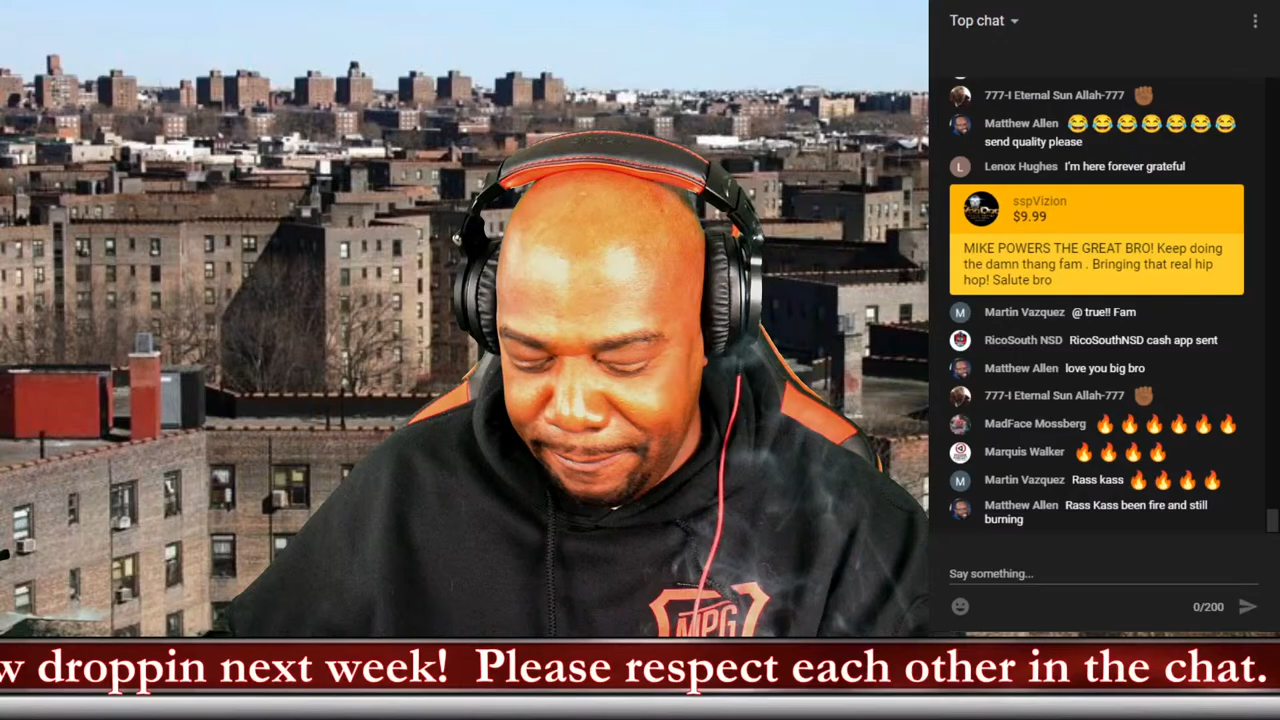 Top chat
777-I Eternal Sun Allah-777
Matthew Allen
send quality please
Lenox Hughes I'm here forever grateful
sspVizion
$9.99
MIKE POWERS THE GREAT BRO! Keep doing
the damn thang fam . Bringing that real hip
hop! Salute bro
Martin Vazquez @ true!! Fam
RicoSouth NSD RicoSouthNSD cash app sent
Matthew Allen love you big bro
777-I Eternal Sun Allah-777
MadFace Mossberg
Marquis Walker
Martin Vazquez Rass kass
Matthew Allen Rass Kass been fire and still
burning
Say something...
0/200
MPG
w droppin next week! Please respect each other in the chat.